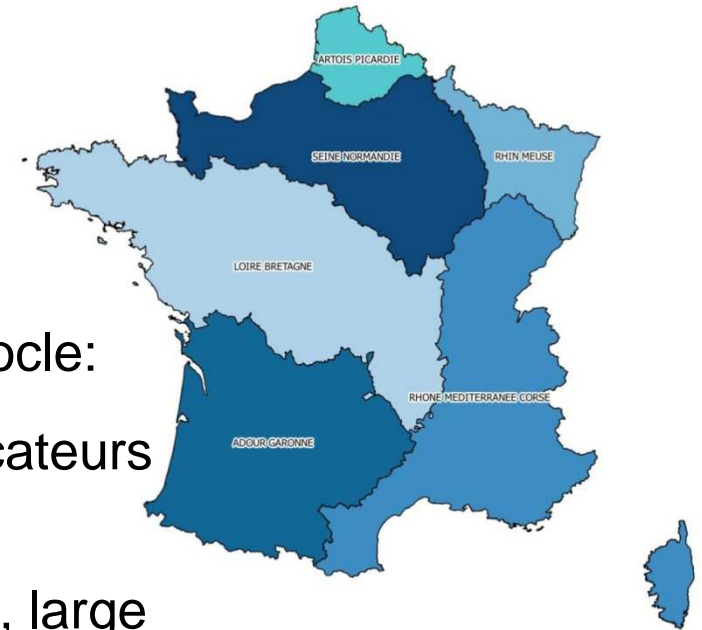 ARTOIS PICARDIE
SEINE NORMANDIE
RHIN MEUSE
LOIRE BRETAGNE
ocle:
RHONE MEDITERRANEE CORSE
ADOUR GARONNE
cateurs
, large